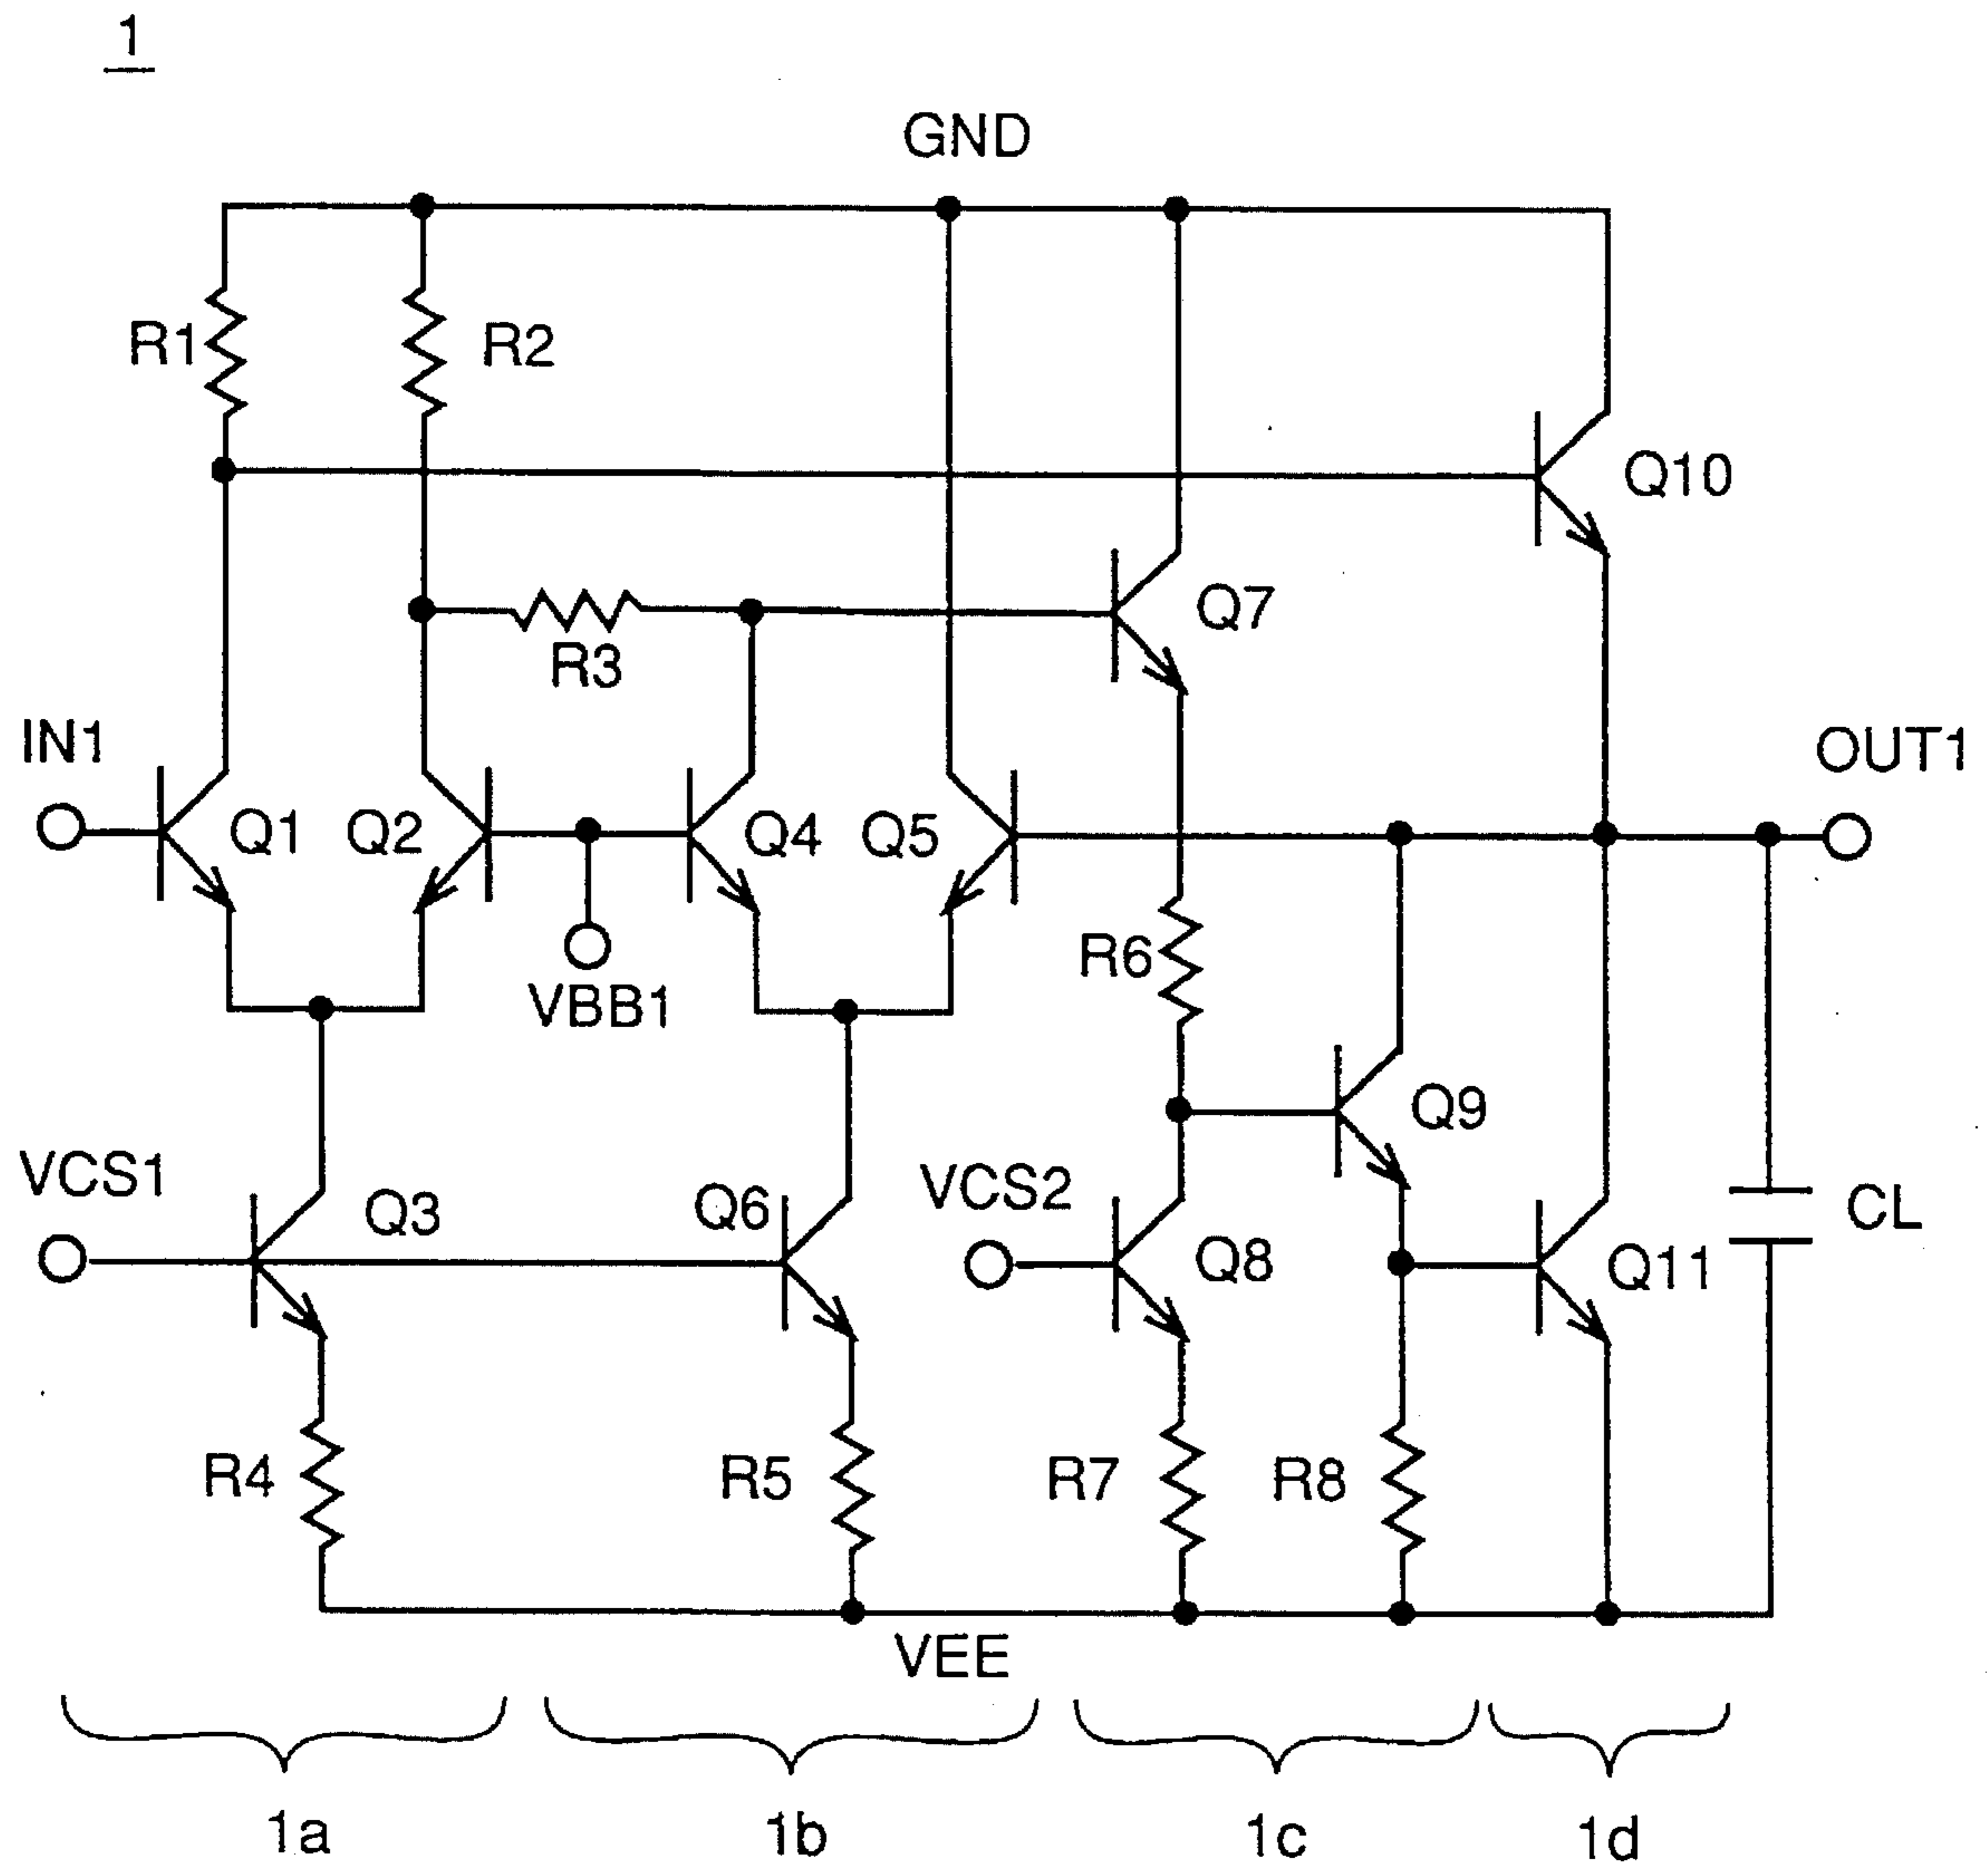 1
GND
R1
R2
Q10
Q7
R3
IN1
OUT1
Q1
Q2
Q4
Q5
R6
VBB1
Q9
VCS1
VCS2
Q3
Q6
CL
Q8
Q11
R4
R5
R7
R8
VEE
1a
1b
1c
1d